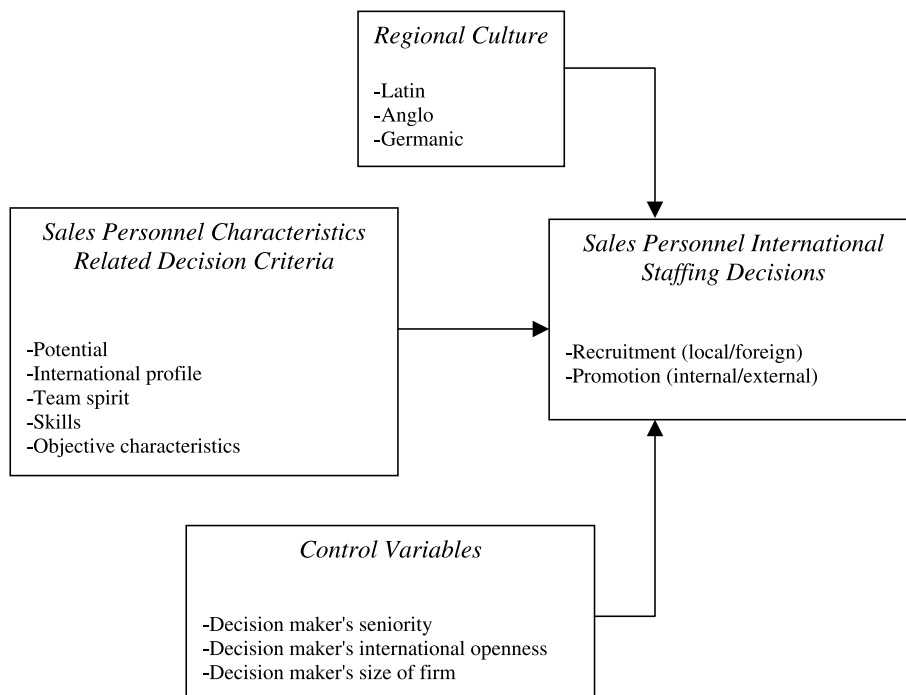 Regional Culture
-Latin
-Anglo
-Germanic
Sales Personnel Characteristics
Related Decision Criteria
-Potential
-International profile
-Team spirit
-Skills
-Objective characteristics
Sales Personnel International
Staffing Decisions
-Recruitment (local/foreign)
-Promotion (internal/external)
Control Variables
-Decision maker's seniority
-Decision maker's international openness
-Decision maker's size of firm